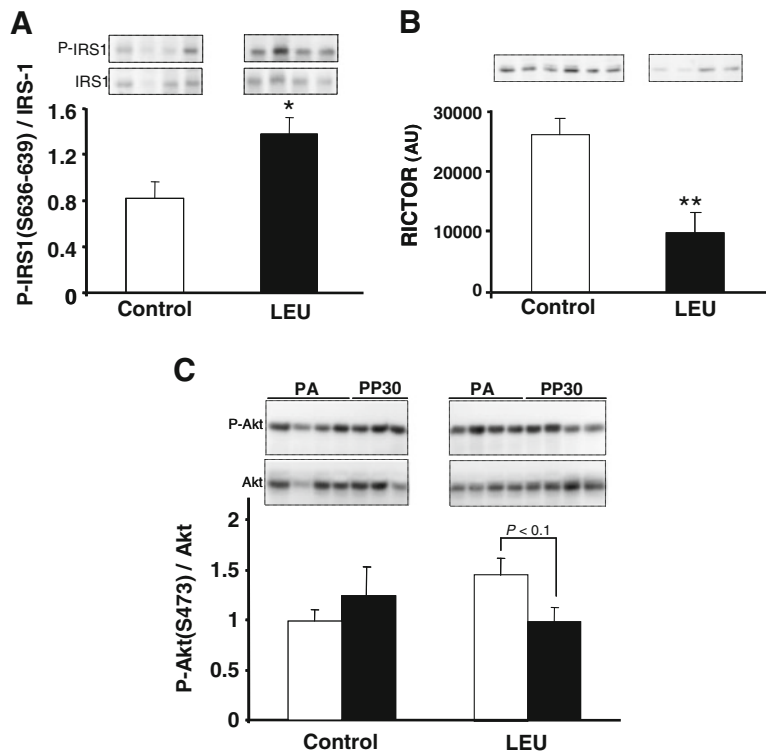 A
P-IRS1
IRS1
P-IRS1(S636-639) / IRS-1
1.6
1.2
0.8
0.4
0
*
Control
LEU
B
RICTOR (AU)
30000
20000
10000
0
**
Control
LEU
C
PA
PP30
PA
PP30
P-Akt
Akt
P-Akt(S473) / Akt
2
1.5
1
0.5
0
P < 0.1
Control
LEU